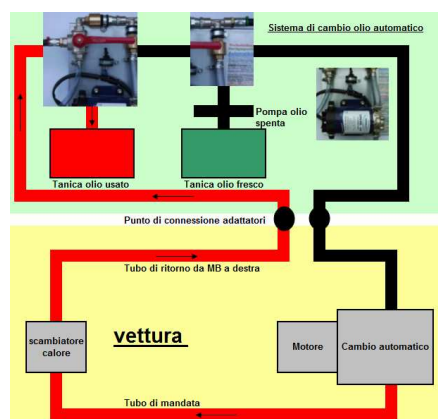 Sistema di cambio olio automatico
Pompa olio
spenta
Tanica olio usato
Tanica olio fresco
Punto di connessione adattatori
Tubo di ritorno da MB a destra
vettura
scambiatore
calore
Motore
Cambio automatico
Tubo di mandata